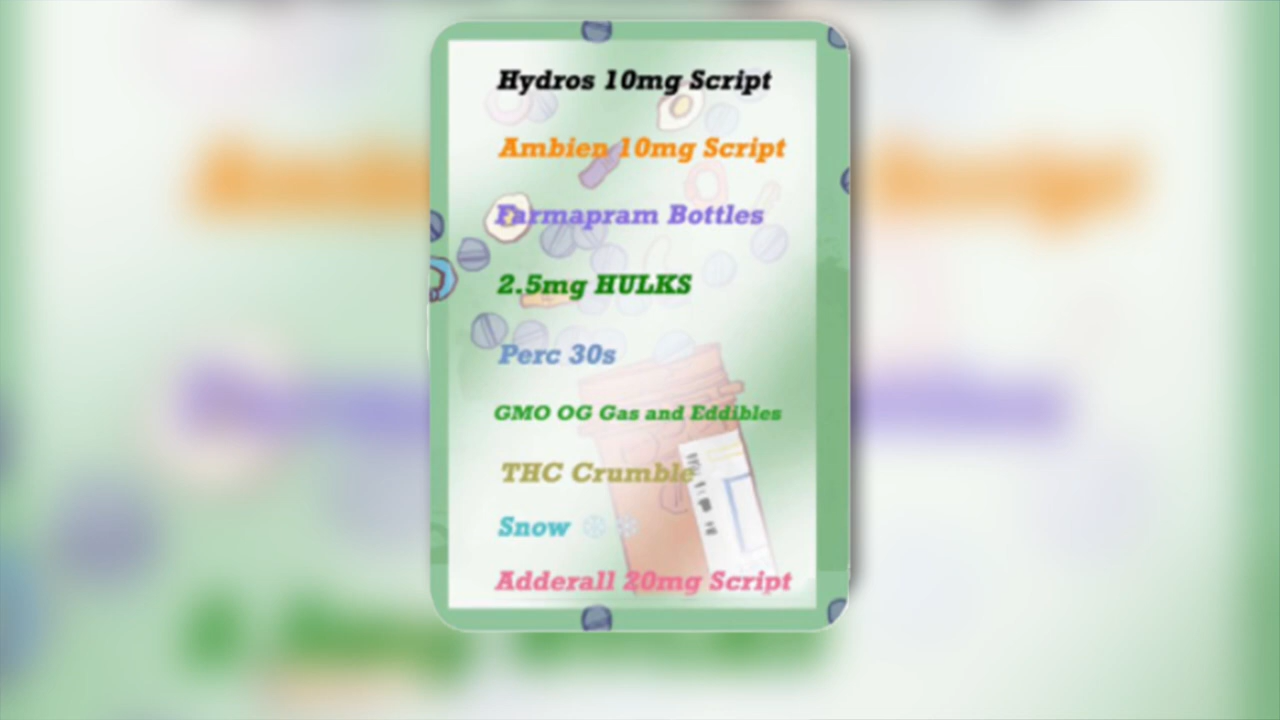 Hydros 10mg Script
Ambien 10mg Script
Farmapram Bottles
2.5mg HULKS
Perc 30s
GMO OG Gas and Eddibles
THC Crumble
Snow ❄️ ❄️
Adderall 20mg Script